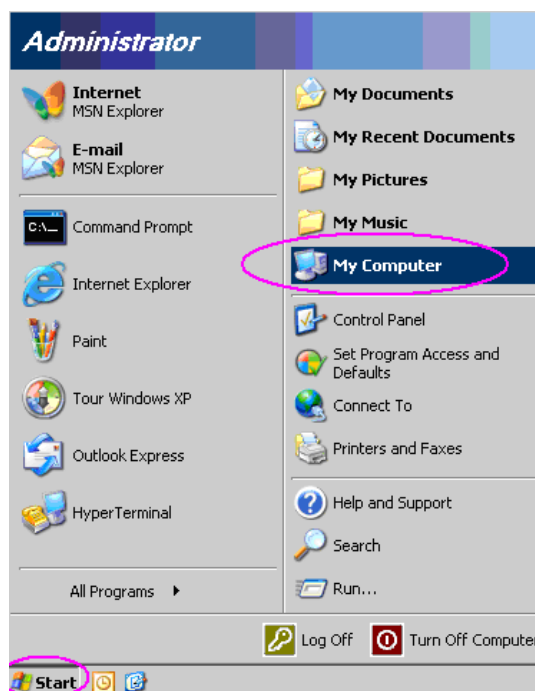 Administrator
Internet
MSN Explorer
E-mail
MSN Explorer
Command Prompt
Internet Explorer
Paint
Tour Windows XP
Outlook Express
HyperTerminal
All Programs
My Documents
My Recent Documents
My Pictures
My Music
My Computer
Control Panel
Set Program Access and
Defaults
Connect To
Printers and Faxes
Help and Support
Search
Run...
Log Off
Turn Off Computer
Start